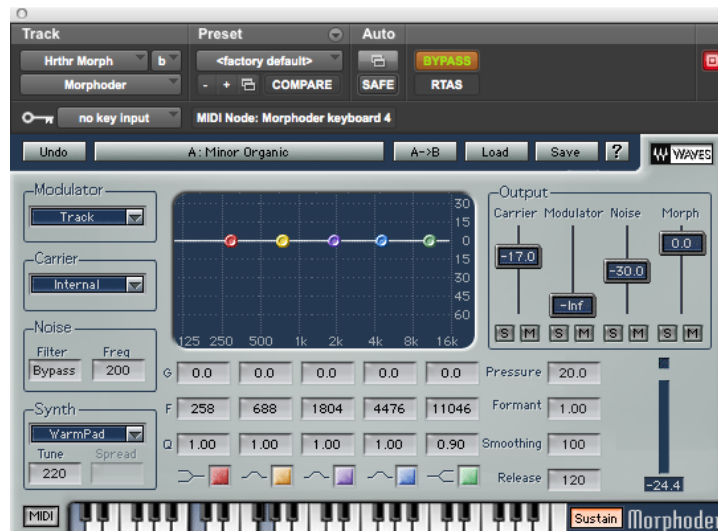 Track Preset Auto
Hrthr Morph b <factory default> BYPASS
Morphoder - + COMPARE SAFE RTAS
no key input MIDI Node: Morphoder keyboard 4
Undo A: Minor Organic A->B Load Save ? WAVES
Modulator
Track
Carrier
Internal
Noise
Filter Freq
Bypass 200
Synth
WarmPad
Tune Spread
220
30
15
0
15
30
45
60
125 250 500 1k 2k 4k 8k 16k
G 0.0 0.0 0.0 0.0 0.0
F 258 688 1804 4476 11046
Q 1.00 1.00 1.00 1.00 0.90
Output
Carrier Modulator Noise Morph
-17.0 -Inf -30.0 0.0
S M S M S M S M
Pressure 20.0
Formant 1.00
Smoothing 100
Release 120
-24.4
MIDI Sustain Morphoder